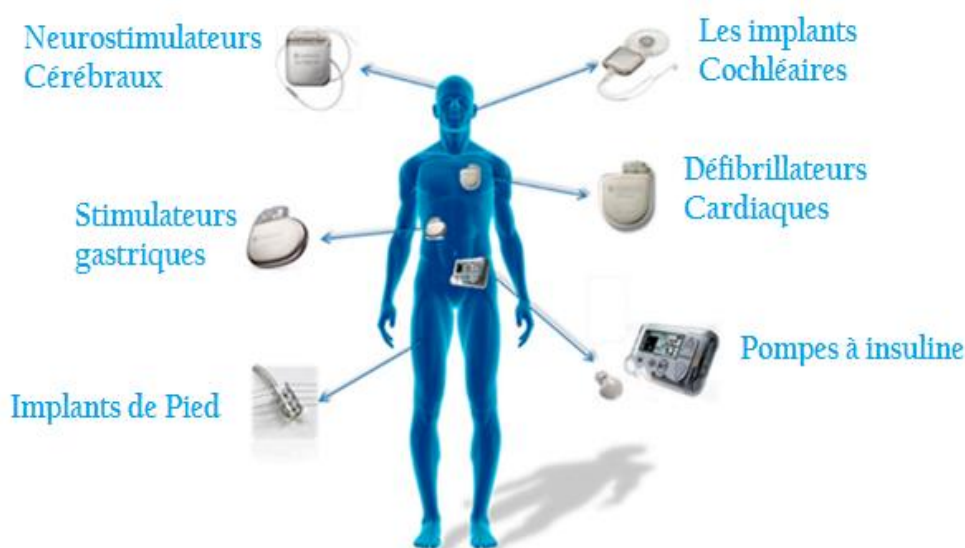 Neurostimulateurs
Cérébraux
Les implants
Cochléaires
Défibrillateurs
Cardiaques
Stimulateurs
gastriques
Pompes à insuline
Implants de Pied